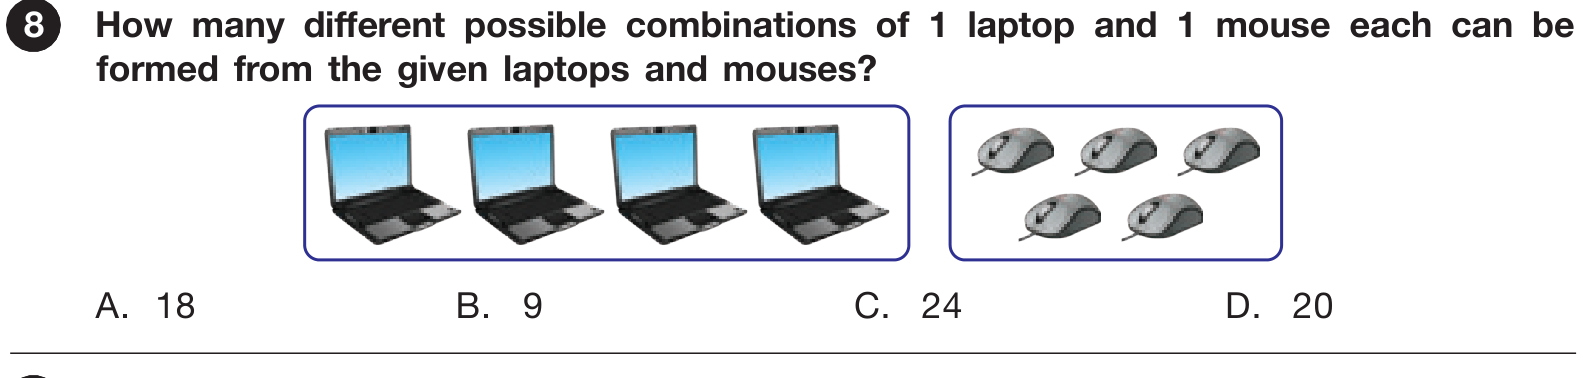 8 How many different possible combinations of 1 laptop and 1 mouse each can be
formed from the given laptops and mouses?
A. 18 B. 9 C. 24 D. 20